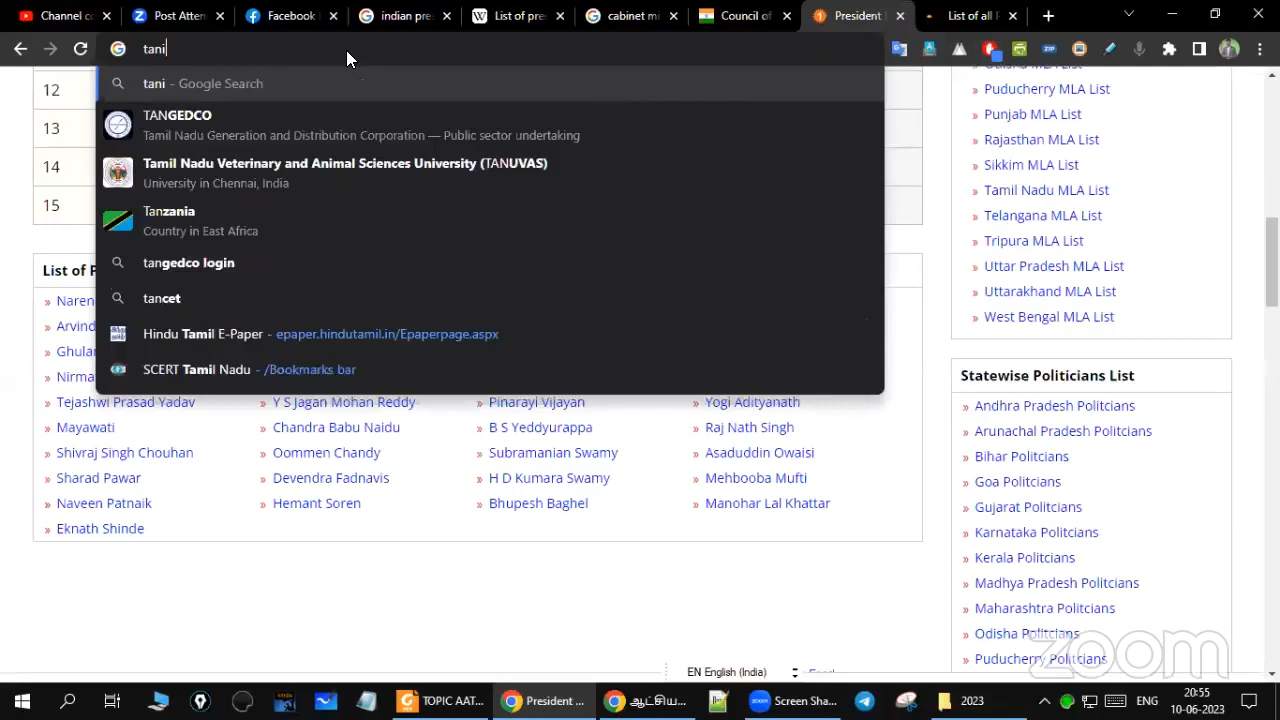 Channel co
Post Atten
Facebook
indian pre
List of pre
cabinet mi
Council of
President
List of all
tani
tani - Google Search
TANGEDCO
Tamil Nadu Generation and Distribution Corporation — Public sector undertaking
Tamil Nadu Veterinary and Animal Sciences University (TANUVAS)
University in Chennai, India
Tanzania
Country in East Africa
tangedco login
tancet
Hindu Tamil E-Paper - epaper.hindutamil.in/Epaperpage.aspx
SCERT Tamil Nadu - /Bookmarks bar
12
13
14
15
List of P
» Naren
» Arvin
» Ghula
» Nirma
» Tejashwi Prasad Yadav
» Y S Jagan Mohan Reddy
» Pinarayi Vijayan
» Yogi Adityanath
» Mayawati
» Chandra Babu Naidu
» B S Yeddyurappa
» Raj Nath Singh
» Shivraj Singh Chouhan
» Oommen Chandy
» Subramanian Swamy
» Asaduddin Owaisi
» Sharad Pawar
» Devendra Fadnavis
» H D Kumara Swamy
» Mehbooba Mufti
» Naveen Patnaik
» Hemant Soren
» Bhupesh Baghel
» Manohar Lal Khattar
» Eknath Shinde
» Puducherry MLA List
» Punjab MLA List
» Rajasthan MLA List
» Sikkim MLA List
» Tamil Nadu MLA List
» Telangana MLA List
» Tripura MLA List
» Uttar Pradesh MLA List
» Uttarakhand MLA List
» West Bengal MLA List
Statewise Politicians List
» Andhra Pradesh Politcians
» Arunachal Pradesh Politcians
» Bihar Politcians
» Goa Politcians
» Gujarat Politcians
» Karnataka Politcians
» Kerala Politcians
» Madhya Pradesh Politcians
» Maharashtra Politcians
» Odisha Politcians
» Puducherry Politcians
zoom
EN English (India)
TOPIC AAT...
President ...
Screen Sha...
2023
ENG
20:55
10-06-2023